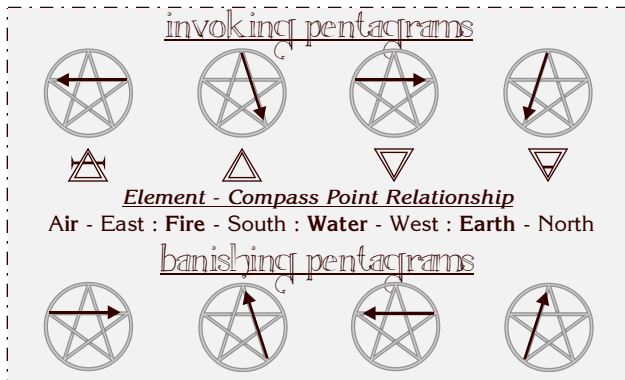 invoking pentagrams
Element - Compass Point Relationship
Air - East : Fire - South : Water - West : Earth - North
banishing pentagrams